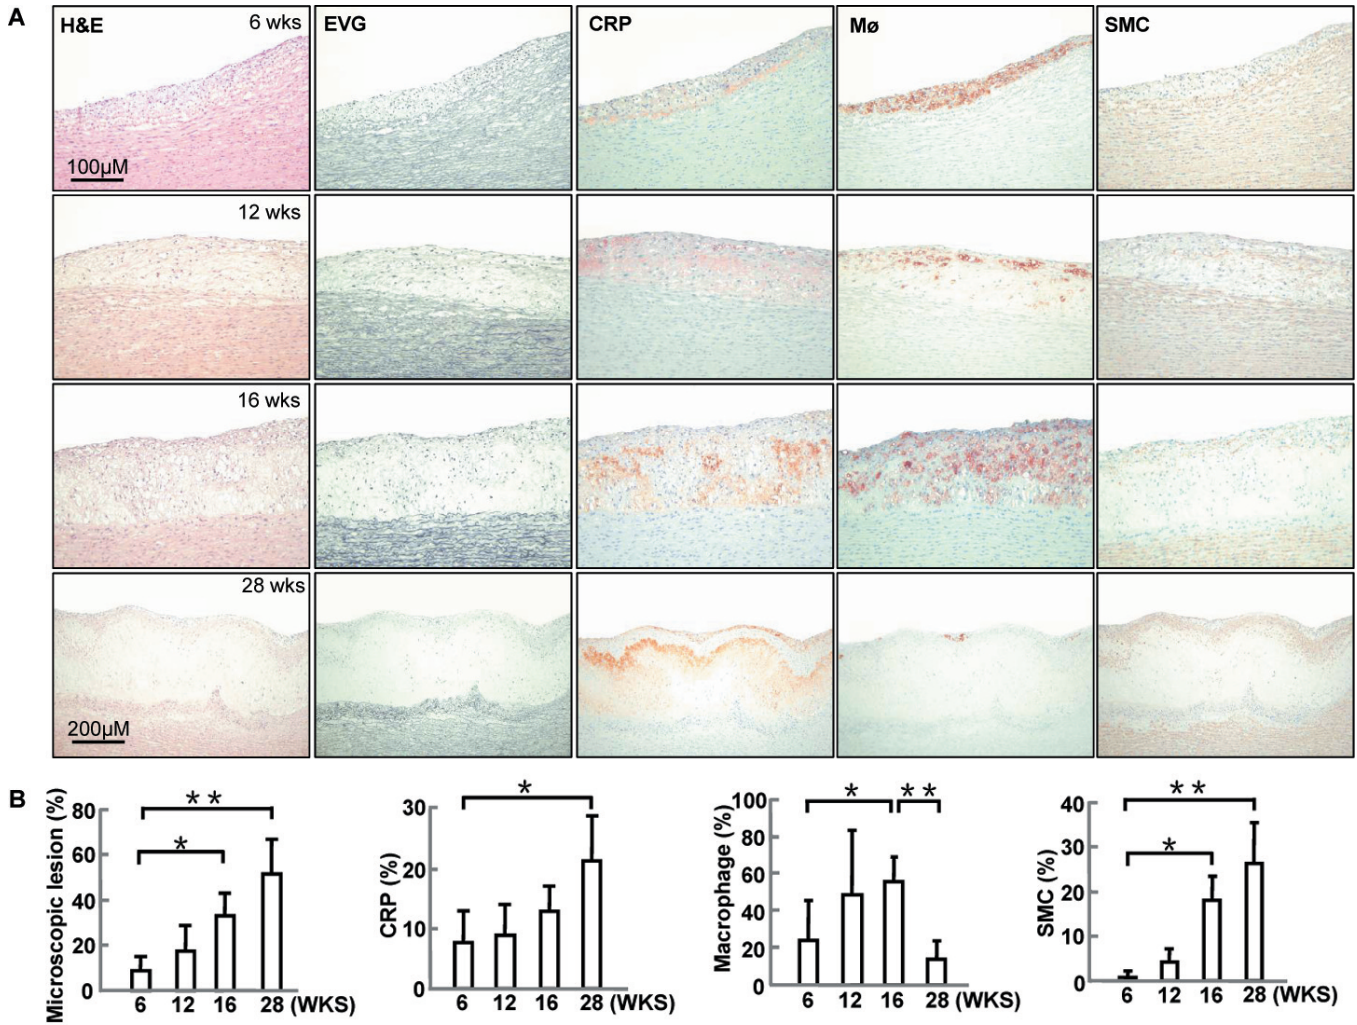 A
H&E
6 wks
EVG
CRP
Mø
SMC
100µM
12 wks
16 wks
28 wks
200µM
B
Microscopic lesion (%)
80
60
40
20
0
* *
*
6 12 16 28 (WKS)
CRP (%)
30
20
10
0
*
6 12 16 28 (WKS)
Macrophage (%)
100
80
60
40
20
0
* * *
6 12 16 28 (WKS)
SMC (%)
40
30
20
10
0
* *
*
6 12 16 28 (WKS)